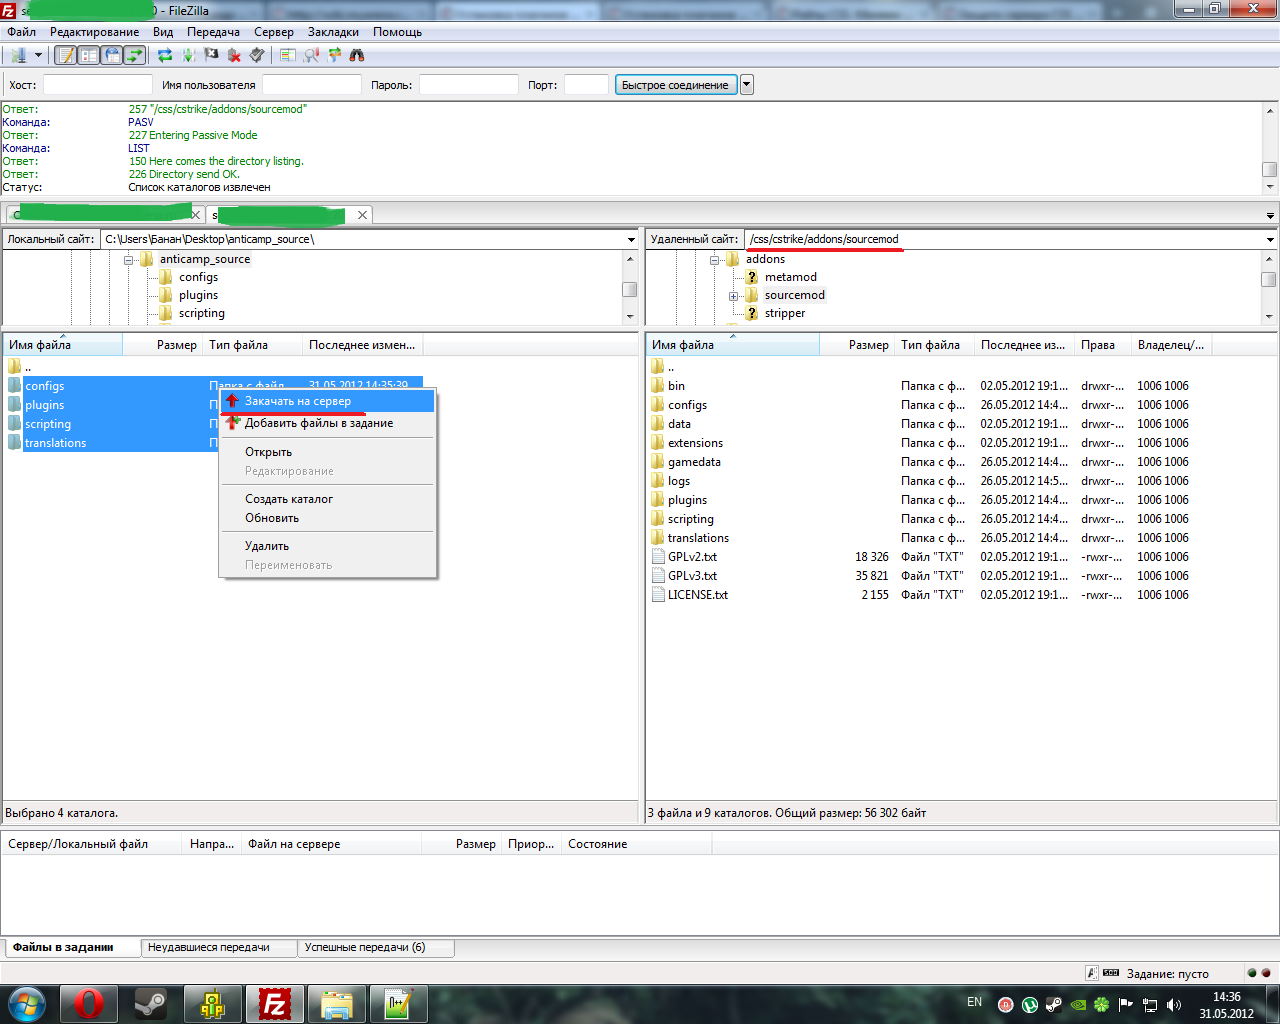 - FileZilla
Файл Редактирование Вид Передача Сервер Закладки Помощь
Хост: Имя пользователя Пароль: Порт: Быстрое соединение
Ответ: 257 "/css/cstrike/addons/sourcemod"
Команда: PASV
Ответ: 227 Entering Passive Mode
Команда: LIST
Ответ: 150 Here comes the directory listing.
Ответ: 226 Directory send OK.
Статус: Список каталогов извлечен
Локальный сайт: C:\Users\Банан\Desktop\anticamp_source\
anticamp_source
configs
plugins
scripting
Удаленный сайт: /css/cstrike/addons/sourcemod
addons
metamod
sourcemod
stripper
Имя файла Размер Тип файла Последнее измен...
..
configs Папка с файл... 31.05.2012 14:35:39
plugins
scripting
translations
Закачать на сервер
Добавить файлы в задание
Открыть
Редактирование
Создать каталог
Обновить
Удалить
Переименовать
Выбрано 4 каталога.
Имя файла Размер Тип файла Последнее из... Права Владелец/...
..
bin Папка с ф... 02.05.2012 19:1... drwxr-... 1006 1006
configs Папка с ф... 26.05.2012 14:4... drwxr-... 1006 1006
data Папка с ф... 02.05.2012 19:1... drwxr-... 1006 1006
extensions Папка с ф... 26.05.2012 14:4... drwxr-... 1006 1006
gamedata Папка с ф... 26.05.2012 14:4... drwxr-... 1006 1006
logs Папка с ф... 26.05.2012 14:5... drwxr-... 1006 1006
plugins Папка с ф... 26.05.2012 14:4... drwxr-... 1006 1006
scripting Папка с ф... 26.05.2012 14:4... drwxr-... 1006 1006
translations Папка с ф... 26.05.2012 14:4... drwxr-... 1006 1006
GPLv2.txt 18 326 Файл "TXT" 02.05.2012 19:1... -rwxr-... 1006 1006
GPLv3.txt 35 821 Файл "TXT" 02.05.2012 19:1... -rwxr-... 1006 1006
LICENSE.txt 2 155 Файл "TXT" 02.05.2012 19:1... -rwxr-... 1006 1006
3 файла и 9 каталогов. Общий размер: 56 302 байт
Сервер/Локальный файл Напра... Файл на сервере Размер Приор... Состояние
Файлы в задании Неудавшиеся передачи Успешные передачи (6)
Задание: пусто
EN
14:36
31.05.2012